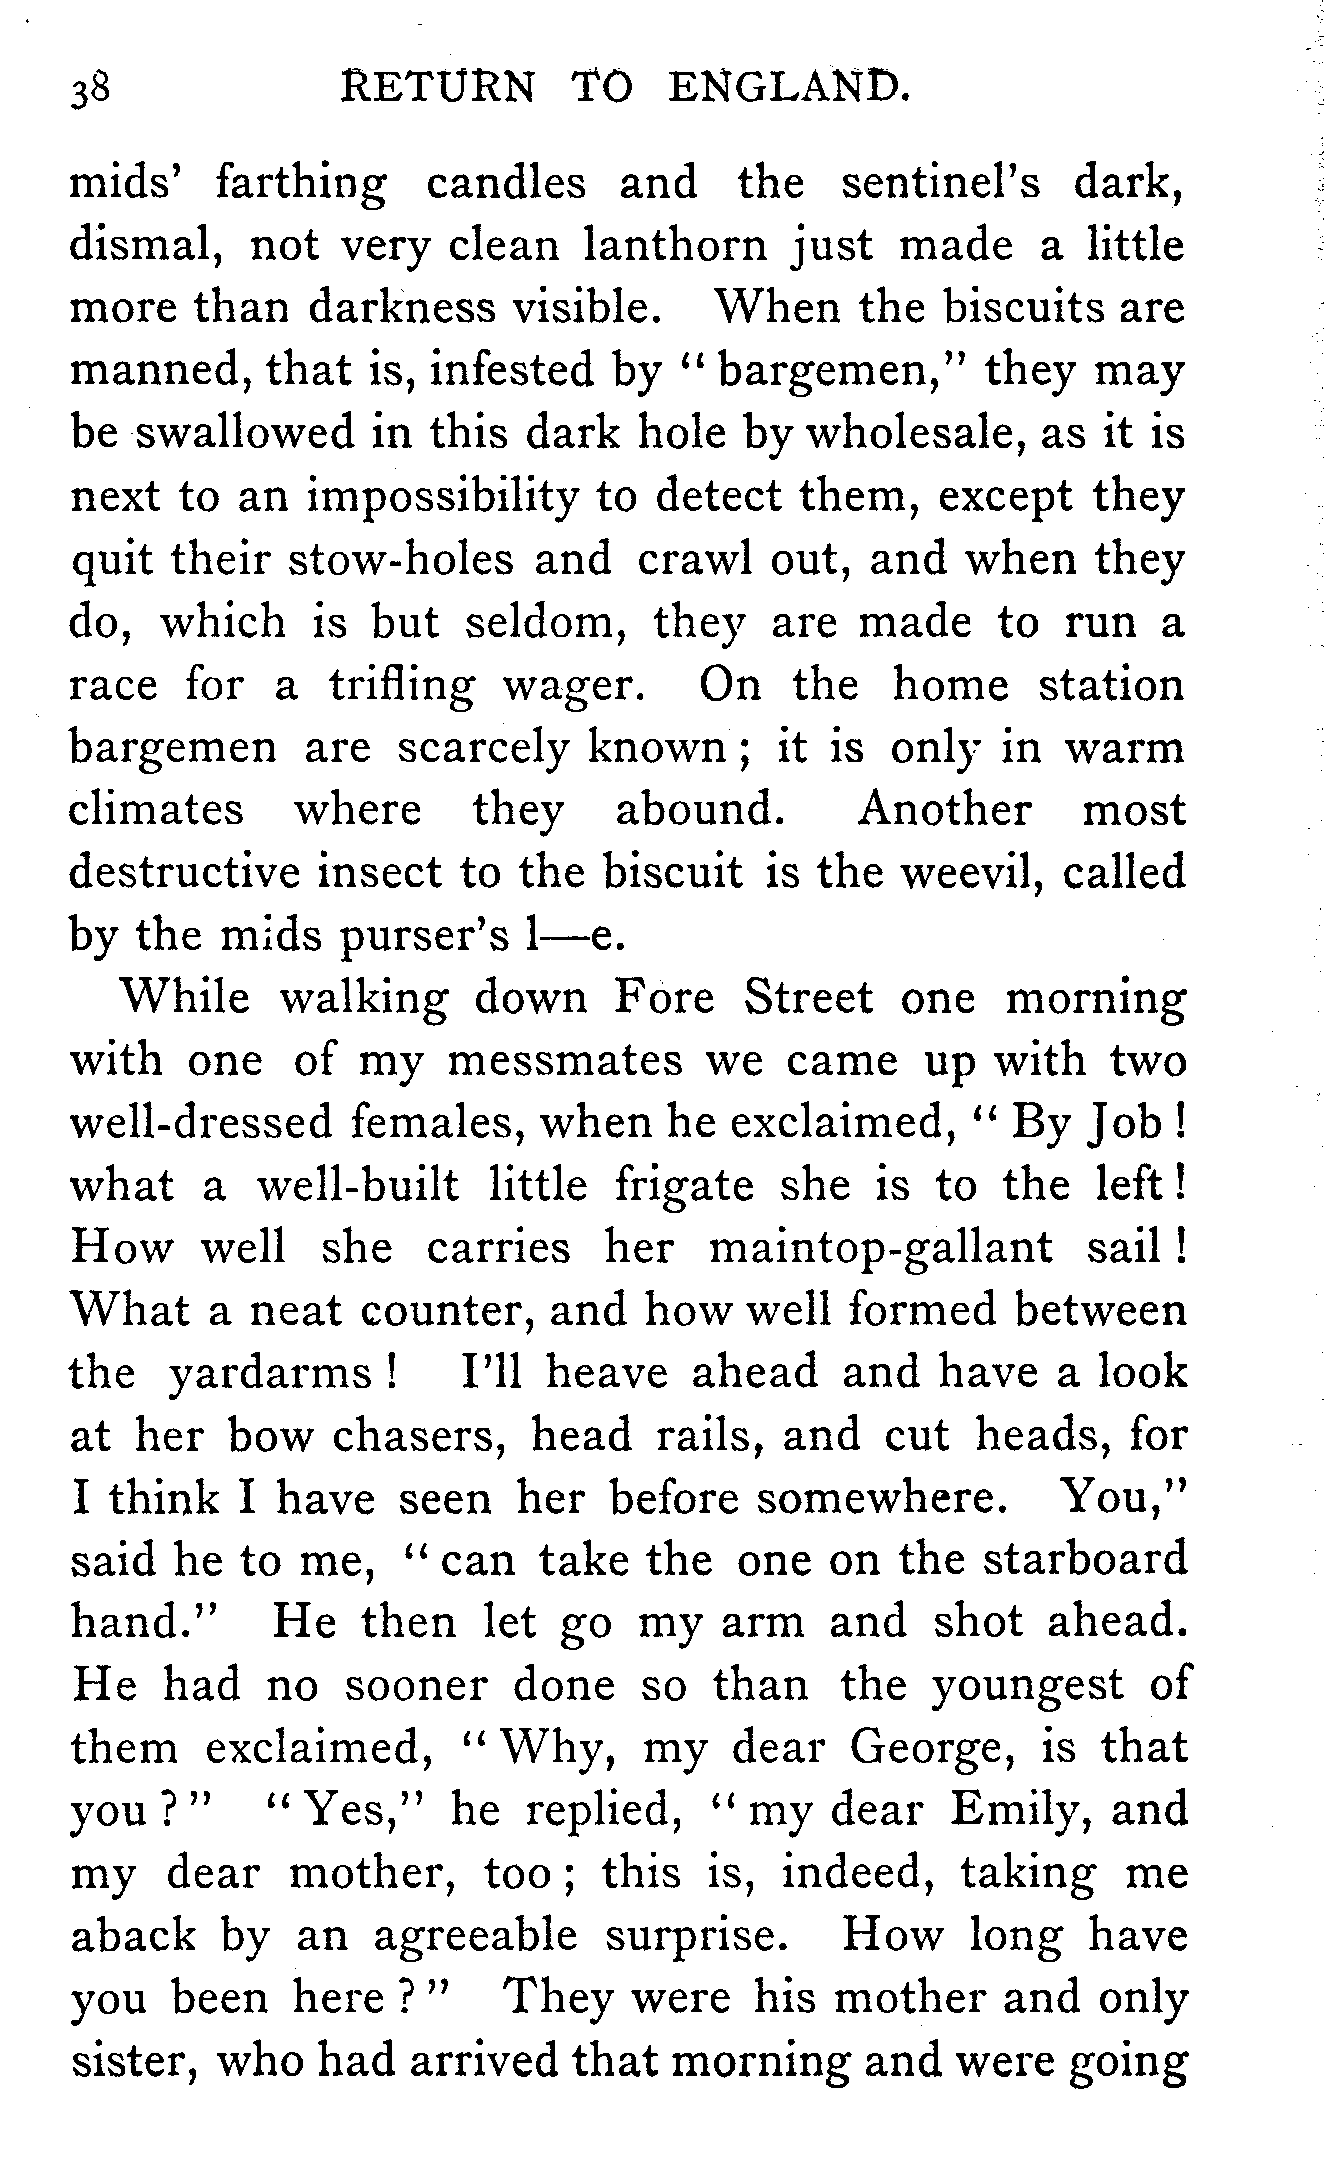 38 RETURN TO ENGLAND.
mids' farthing candles and the sentinel's dark,
dismal, not very clean lanthorn just made a little
more than darkness visible. When the biscuits are
manned, that is, infested by “ bargemen,” they may
be swallowed in this dark hole by wholesale, as it is
next to an impossibility to detect them, except they
quit their stow-holes and crawl out, and when they
do, which is but seldom, they are made to run a
race for a trifling wager. On the home station
bargemen are scarcely known ; it is only in warm
climates where they abound. Another most
destructive insect to the biscuit is the weevil, called
by the mids purser's l—e.
While walking down Fore Street one morning
with one of my messmates we came up with two
well-dressed females, when he exclaimed, “ By Job !
what a well-built little frigate she is to the left !
How well she carries her maintop-gallant sail !
What a neat counter, and how well formed between
the yardarms ! I'll heave ahead and have a look
at her bow chasers, head rails, and cut heads, for
I think I have seen her before somewhere. You,”
said he to me, “ can take the one on the starboard
hand.” He then let go my arm and shot ahead.
He had no sooner done so than the youngest of
them exclaimed, “ Why, my dear George, is that
you ? ” “ Yes,” he replied, “ my dear Emily, and
my dear mother, too ; this is, indeed, taking me
aback by an agreeable surprise. How long have
you been here ? ” They were his mother and only
sister, who had arrived that morning and were going